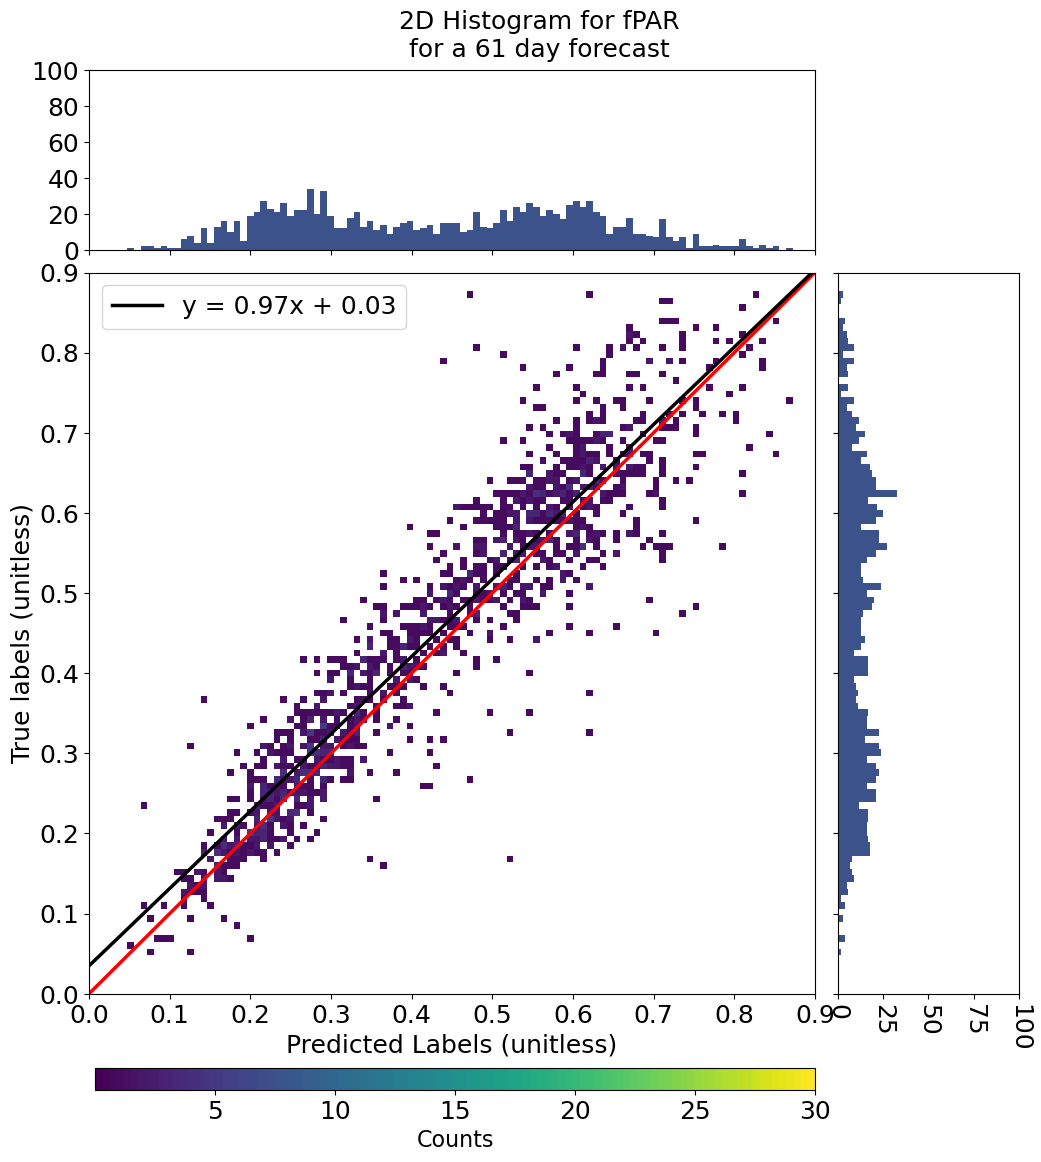 2D Histogram for fPAR
for a 61 day forecast
100
80
60
40
20
0
0.9
0.8
0.7
0.6
0.5
0.4
0.3
0.2
0.1
0.0
True labels (unitless)
y = 0.97x + 0.03
0.0 0.1 0.2 0.3 0.4 0.5 0.6 0.7 0.8 0.9
Predicted Labels (unitless)
0 25 50 75 100
5 10 15 20 25 30
Counts